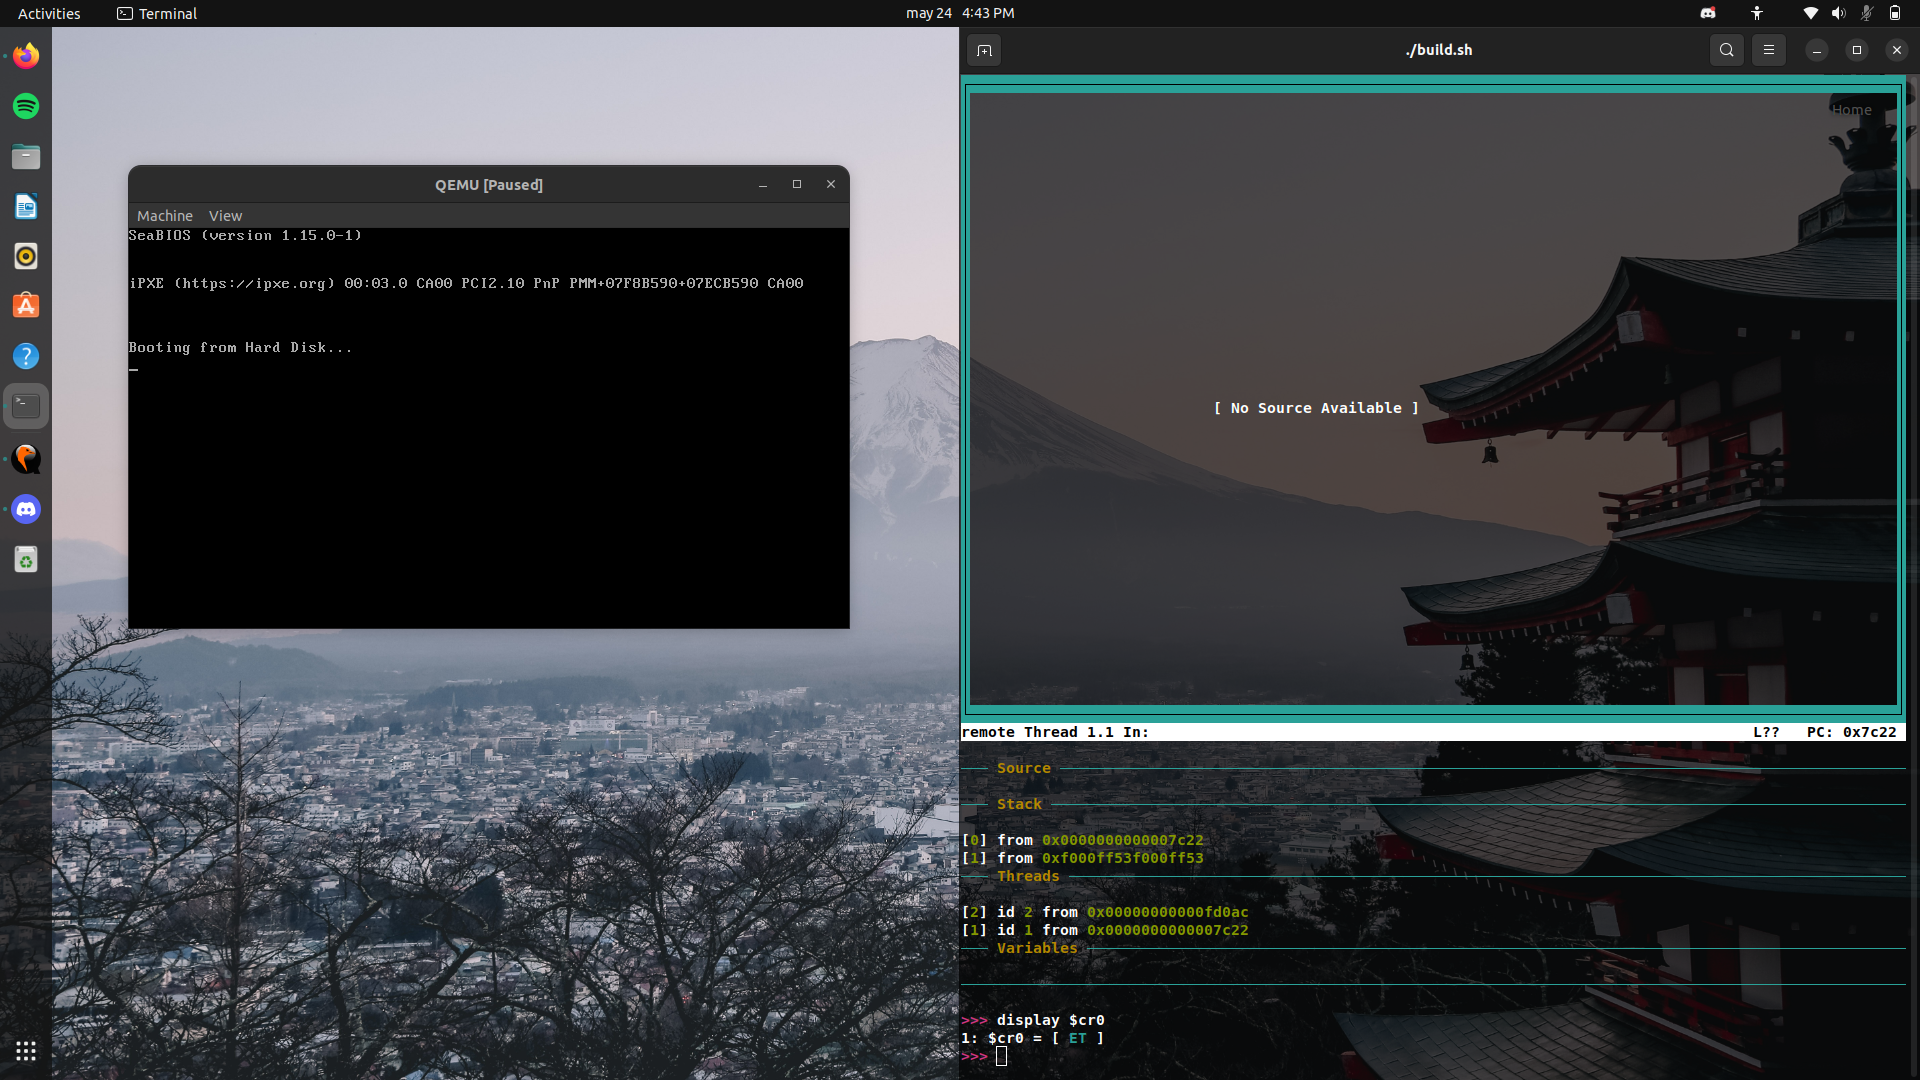 Activities
Terminal
may 24 4:43 PM
QEMU [Paused]
Machine View
SeaBIOS (version 1.15.0-1)
iPXE (https://ipxe.org) 00:03.0 CA00 PCI2.10 PnP PMM+07F8B590+07ECB590 CA00
Booting from Hard Disk...
./build.sh
Home
[ No Source Available ]
remote Thread 1.1 In: L?? PC: 0x7c22
Source
Stack
[0] from 0x0000000000007c22
[1] from 0xf000ff53f000ff53
Threads
[2] id 2 from 0x00000000000fd0ac
[1] id 1 from 0x0000000000007c22
Variables
>>> display $cr0
1: $cr0 = [ ET ]
>>>